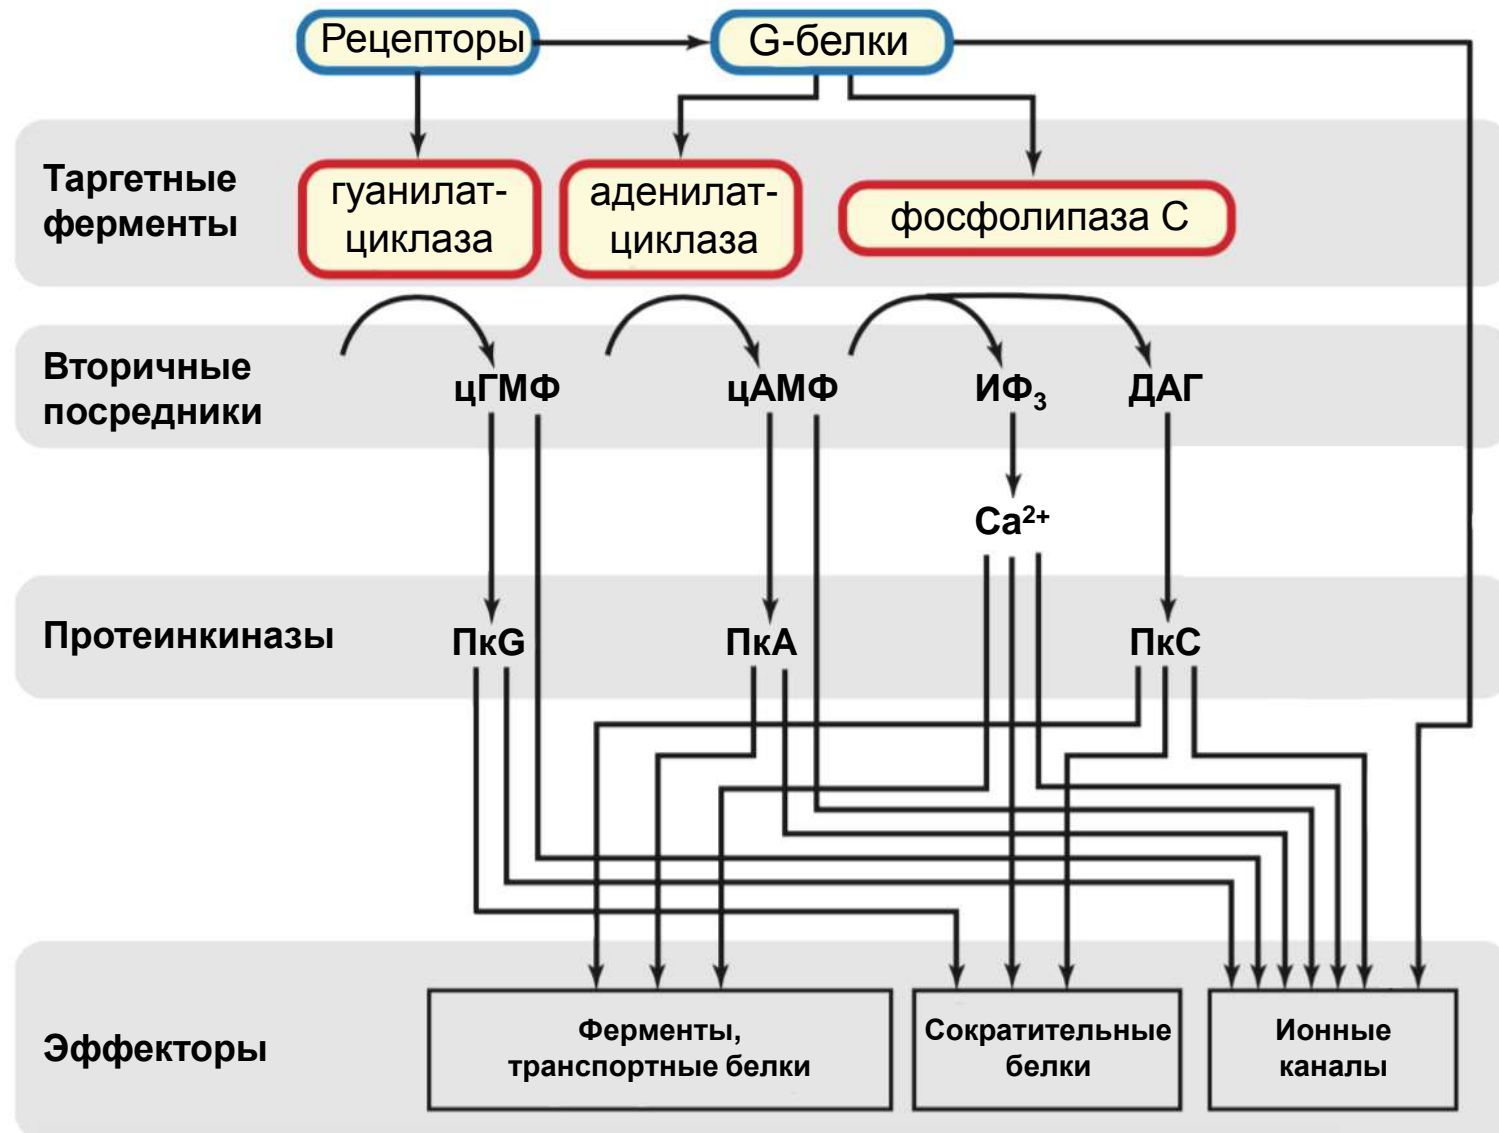 Рецепторы
G-белки
Таргетные
ферменты
гуанилат-
циклаза
аденилат-
циклаза
фосфолипаза С
Вторичные
посредники
цГМФ
цАМФ
ИФ₃
ДАГ
Ca²⁺
Протеинкиназы
ПкG
ПкА
ПкС
Эффекторы
Ферменты,
транспортные белки
Сократительные
белки
Ионные
каналы